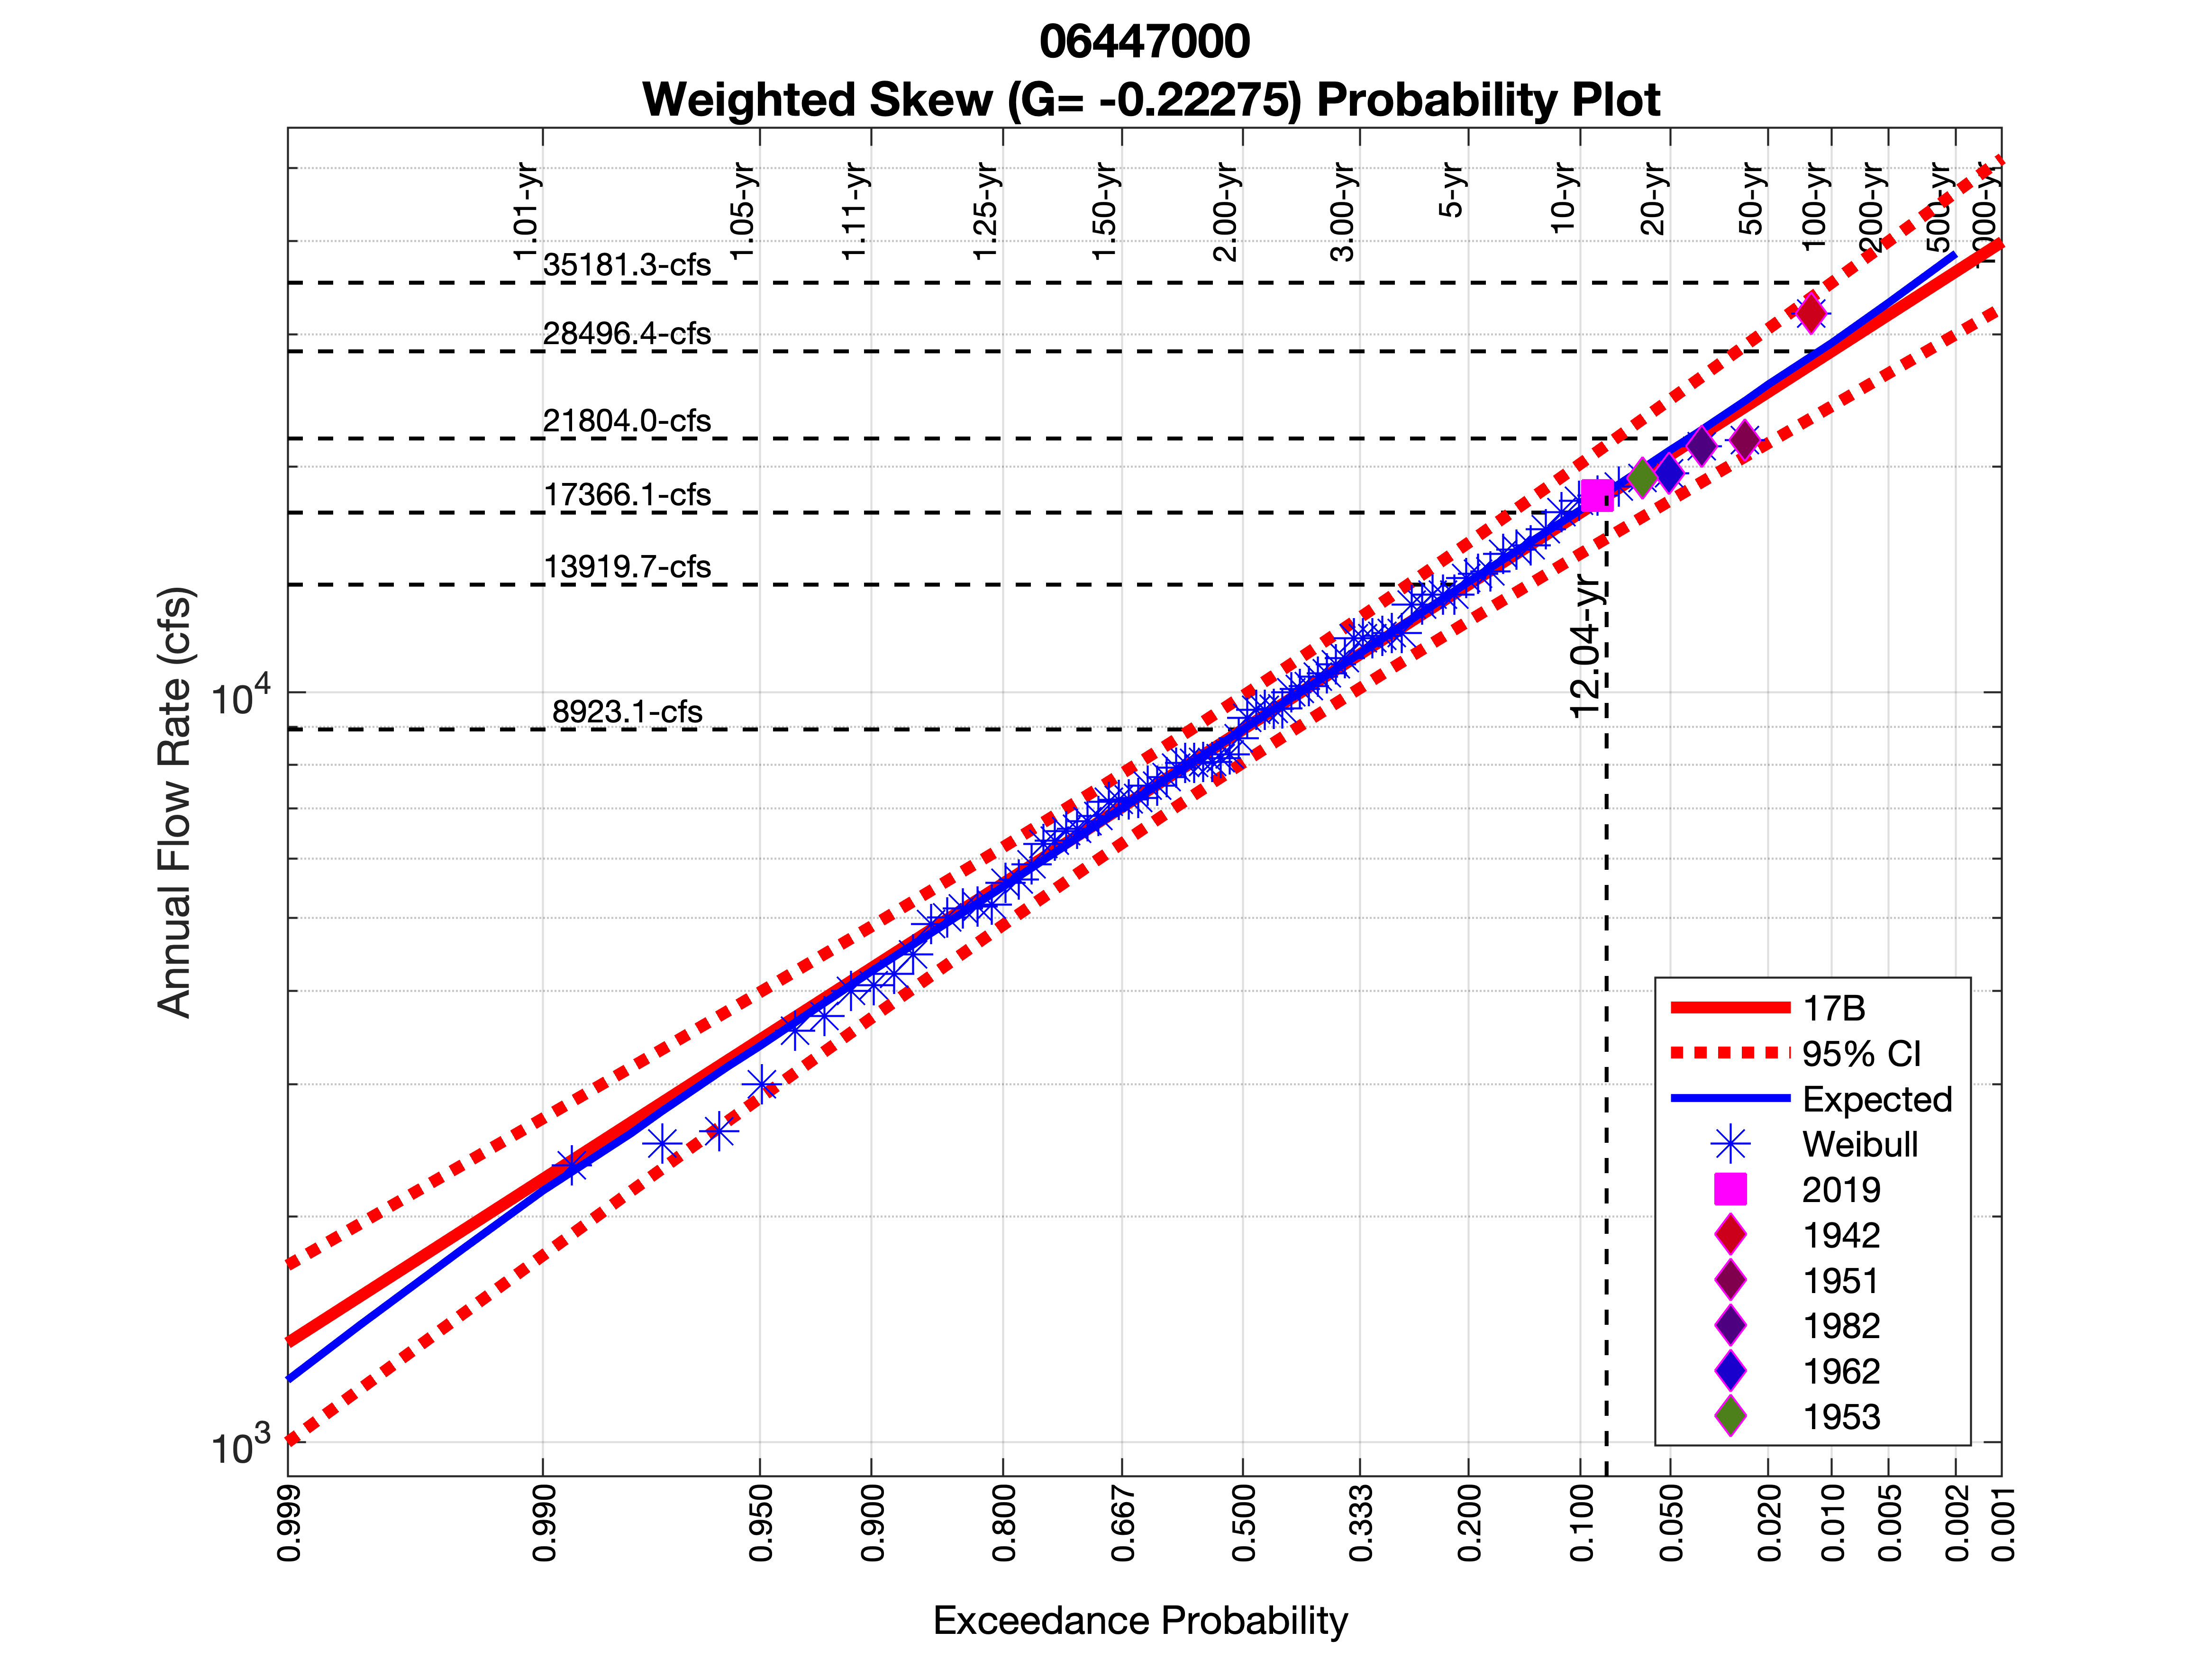 06447000
Weighted Skew (G= -0.22275) Probability Plot
1.01-yr
1.05-yr
1.11-yr
1.25-yr
1.50-yr
2.00-yr
3.00-yr
5-yr
10-yr
20-yr
50-yr
100-yr
200-yr
500-yr
1000-yr
35181.3-cfs
28496.4-cfs
21804.0-cfs
17366.1-cfs
13919.7-cfs
8923.1-cfs
12.04-yr
Annual Flow Rate (cfs)
10^4
10^3
17B
95% CI
Expected
Weibull
2019
1942
1951
1982
1962
1953
0.999
0.990
0.950
0.900
0.800
0.667
0.500
0.333
0.200
0.100
0.050
0.020
0.010
0.005
0.002
0.001
Exceedance Probability